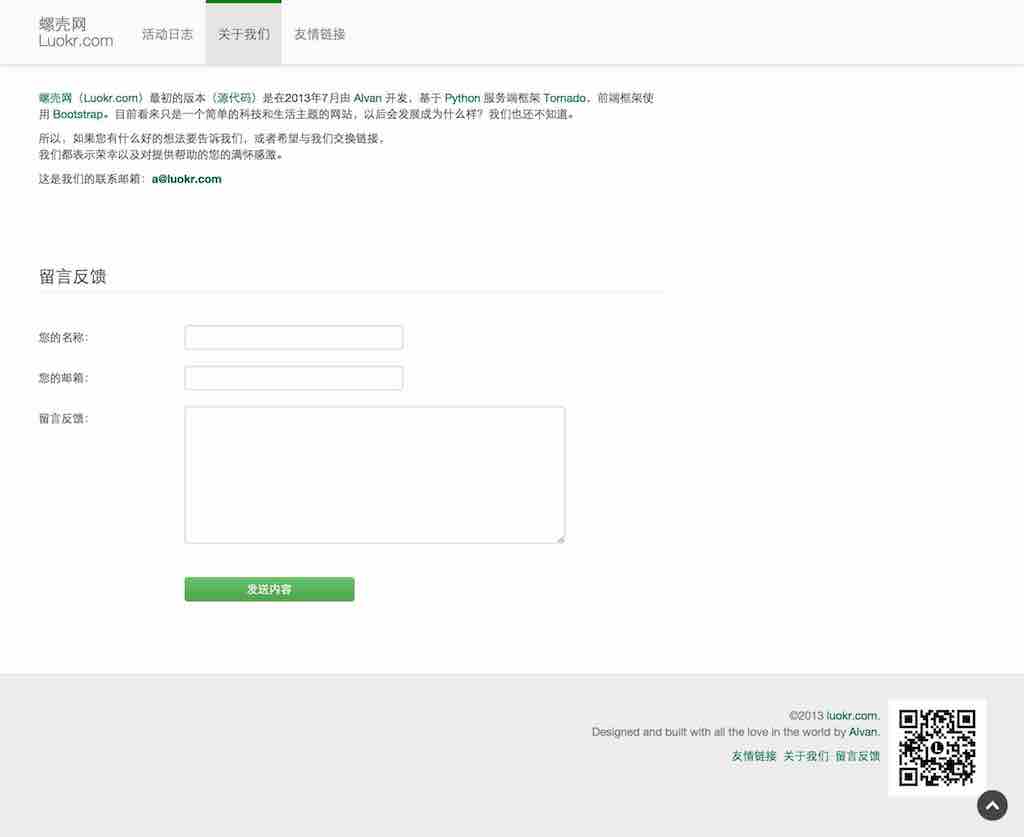 螺壳网
Luokr.com
活动日志
关于我们
友情链接
螺壳网（Luokr.com）最初的版本（源代码）是在2013年7月由 Alvan 开发，基于 Python 服务端框架 Tornado，前端框架使
用 Bootstrap。目前看来只是一个简单的科技和生活主题的网站，以后会发展成为什么样？我们也还不知道。
所以，如果您有什么好的想法要告诉我们，或者希望与我们交换链接，
我们都表示荣幸以及对提供帮助的您的满怀感激。
这是我们的联系邮箱：a@luokr.com
留言反馈
您的名称：
您的邮箱：
留言反馈：
发送内容
©2013 luokr.com.
Designed and built with all the love in the world by Alvan.
友情链接 关于我们 留言反馈